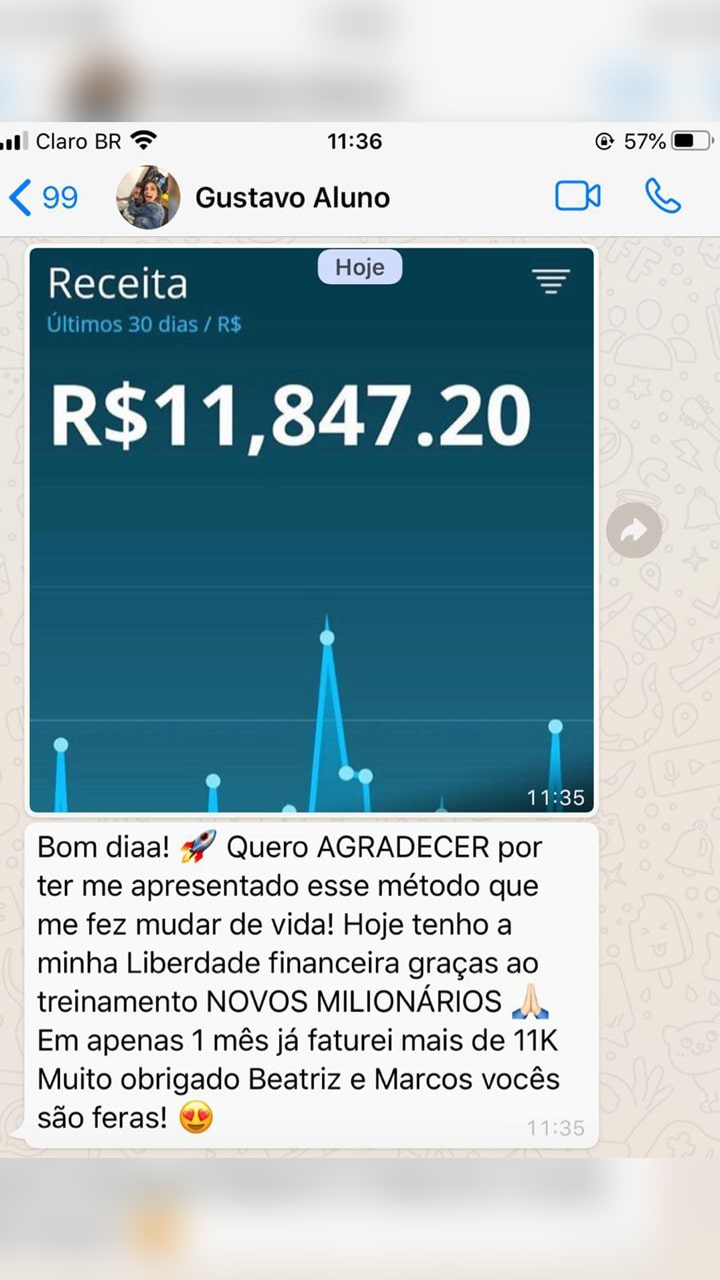 Claro BR
11:36
57%
99
Gustavo Aluno
Hoje
Receita
Últimos 30 dias / R$
R$11,847.20
11:35
Bom diaa! 🚀 Quero AGRADECER por
ter me apresentado esse método que
me fez mudar de vida! Hoje tenho a
minha Liberdade financeira graças ao
treinamento NOVOS MILIONÁRIOS 🙏🏻
Em apenas 1 mês já faturei mais de 11K
Muito obrigado Beatriz e Marcos vocês
são feras! 😍
11:35